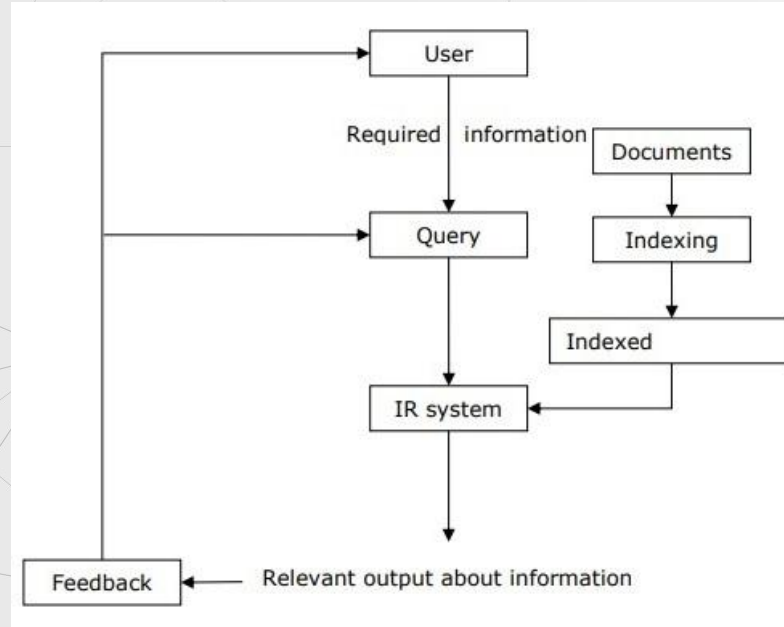 User
Required information
Documents
Query
Indexing
Indexed
IR system
Feedback
Relevant output about information